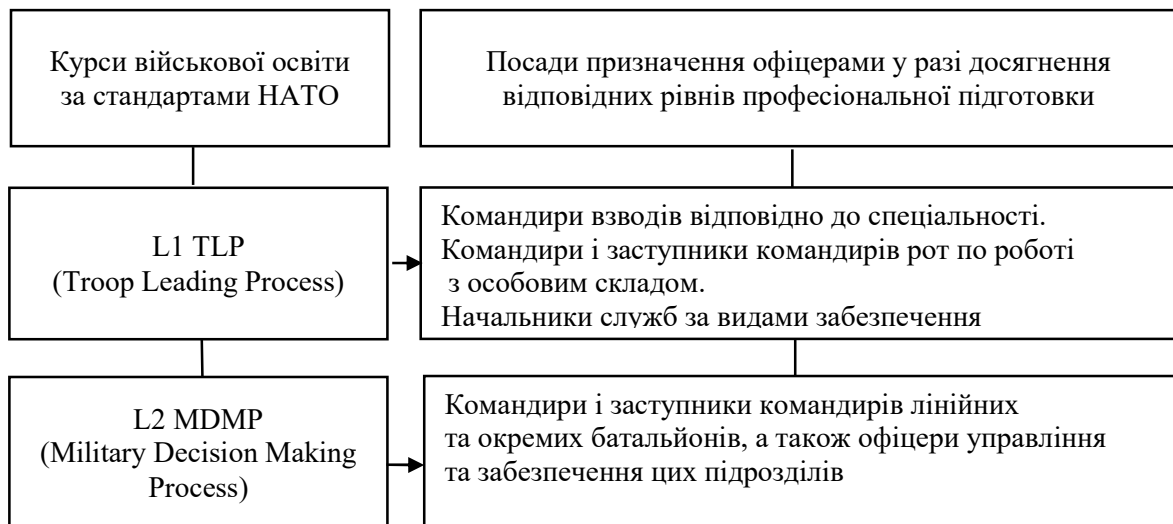 Курси військової освіти
за стандартами НАТО
Посади призначення офіцерами у разі досягнення
відповідних рівнів професіональної підготовки
L1 TLP
(Troop Leading Process)
Командири взводів відповідно до спеціальності.
Командири і заступники командирів рот по роботі
з особовим складом.
Начальники служб за видами забезпечення
L2 MDMP
(Military Decision Making
Process)
Командири і заступники командирів лінійних
та окремих батальйонів, а також офіцери управління
та забезпечення цих підрозділів